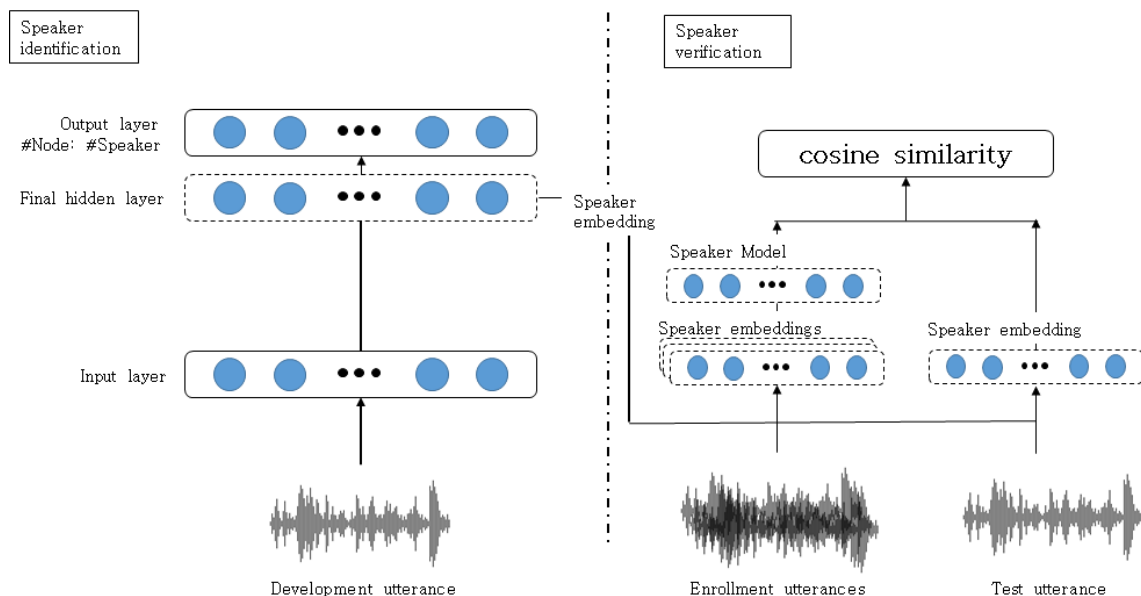 Speaker
identification
Output layer
#Node: #Speaker
Final hidden layer
Input layer
Development utterance
Speaker
embedding
Speaker
verification
cosine similarity
Speaker Model
Speaker embeddings
Speaker embedding
Enrollment utterances
Test utterance